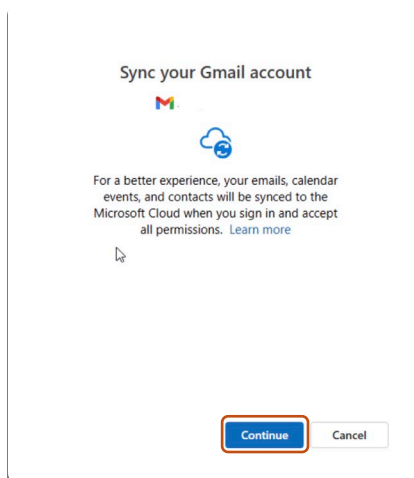 Sync your Gmail account
For a better experience, your emails, calendar
events, and contacts will be synced to the
Microsoft Cloud when you sign in and accept
all permissions. Learn more
Continue
Cancel